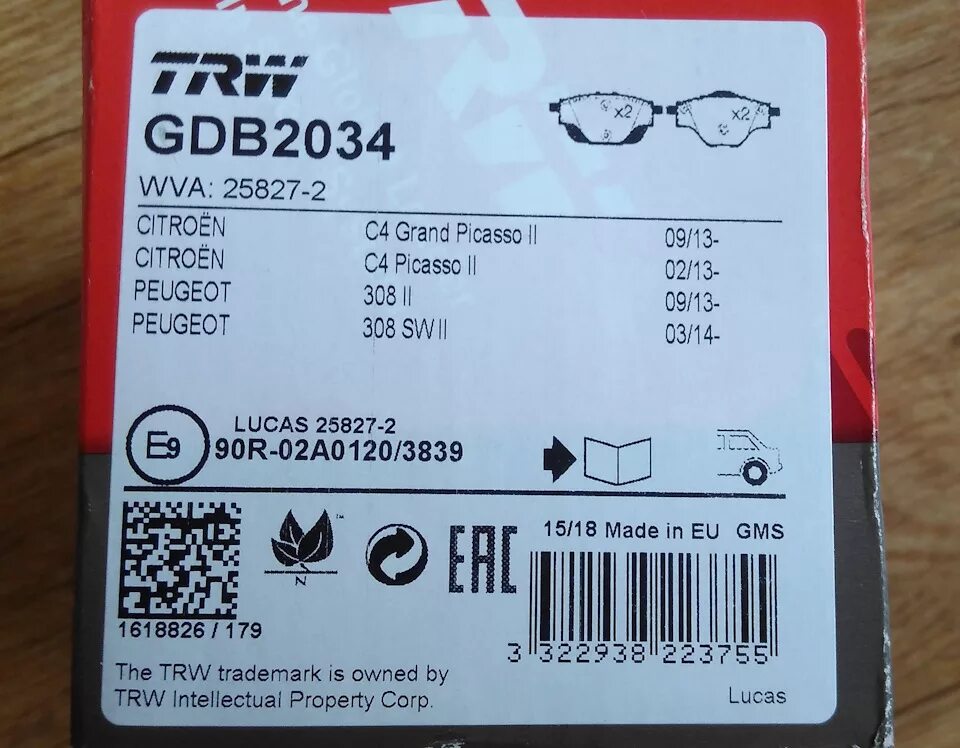 TRW
GDB2034
x2 x2
WVA: 25827-2
CITROËN C4 Grand Picasso II 09/13-
CITROËN C4 Picasso II 02/13-
PEUGEOT 308 II 09/13-
PEUGEOT 308 SW II 03/14-
LUCAS 25827-2
E9 90R-02A0120/3839
N ™
EAC
15/18 Made in EU GMS
1618826 / 179
3 322938 223755
The TRW trademark is owned by
TRW Intellectual Property Corp.
Lucas